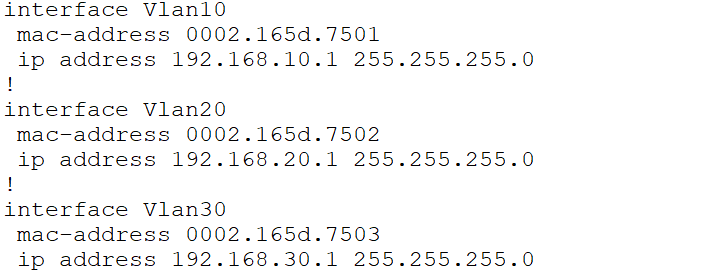 interface Vlan10
 mac-address 0002.165d.7501
 ip address 192.168.10.1 255.255.255.0
!
interface Vlan20
 mac-address 0002.165d.7502
 ip address 192.168.20.1 255.255.255.0
!
interface Vlan30
 mac-address 0002.165d.7503
 ip address 192.168.30.1 255.255.255.0